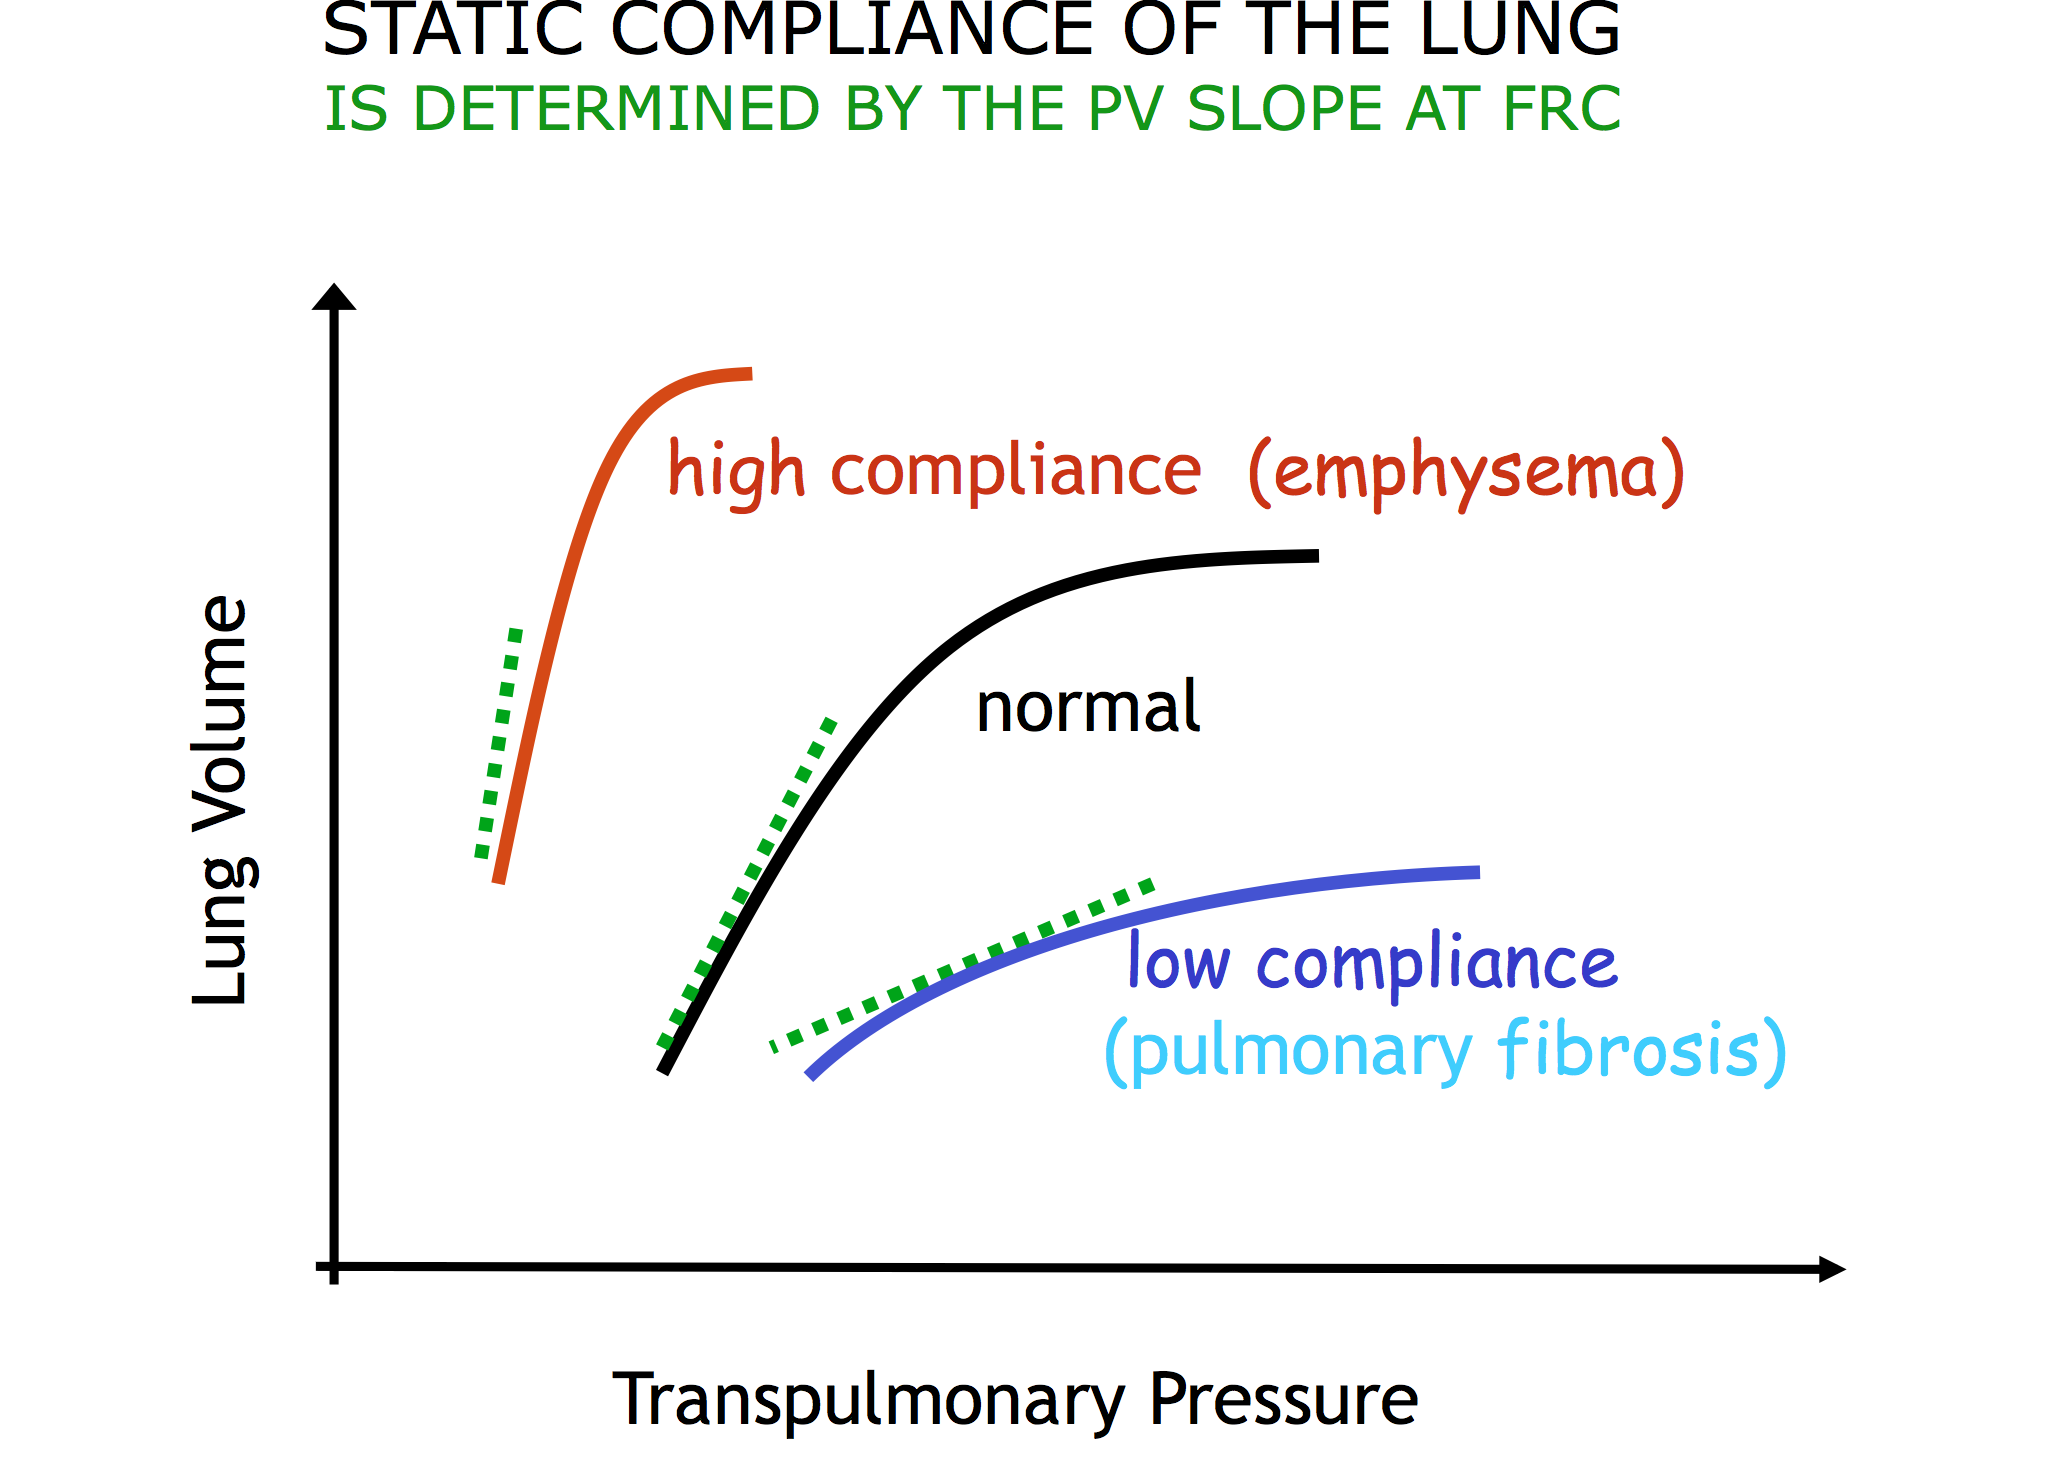 STATIC COMPLIANCE OF THE LUNG
IS DETERMINED BY THE PV SLOPE AT FRC
high compliance (emphysema)
normal
Lung Volume
low compliance
(pulmonary fibrosis)
Transpulmonary Pressure